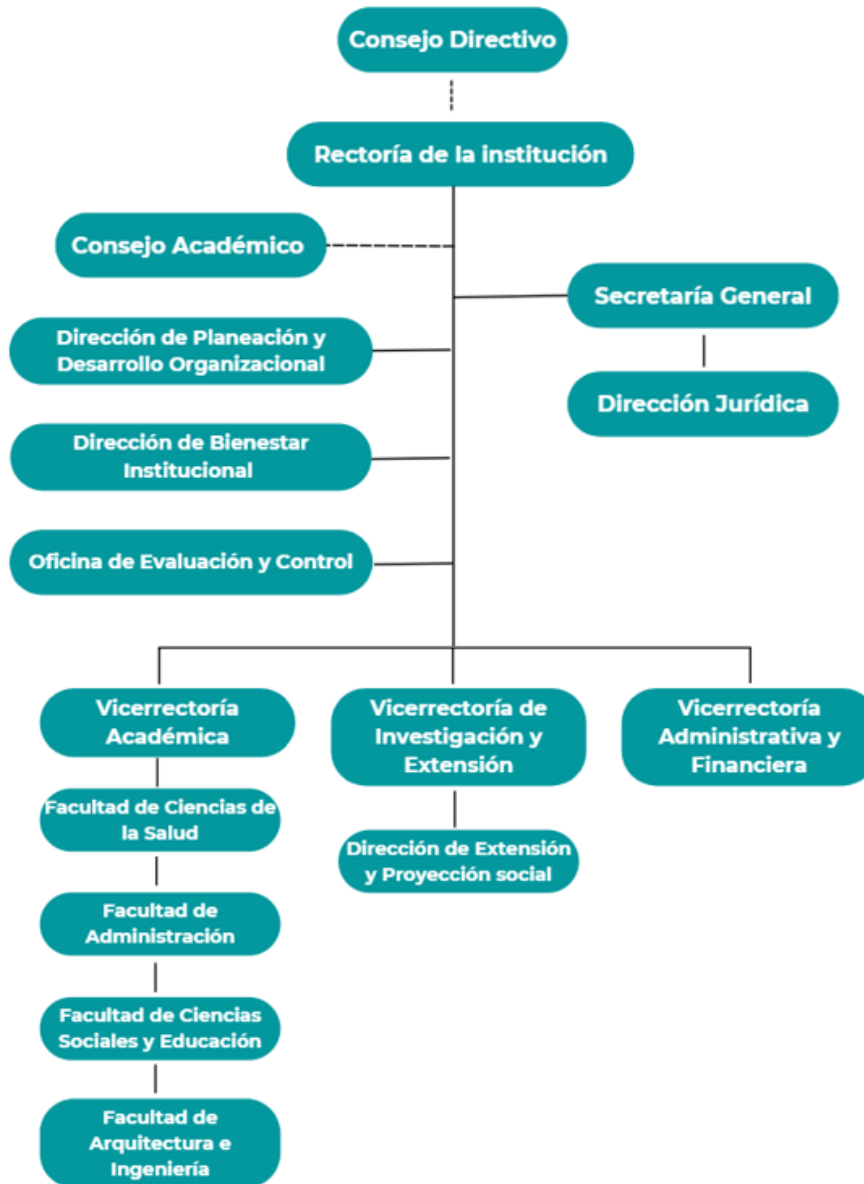 Consejo Directivo
Rectoría de la institución
Consejo Académico
Secretaría General
Dirección de Planeación y
Desarrollo Organizacional
Dirección Jurídica
Dirección de Bienestar
Institucional
Oficina de Evaluación y Control
Vicerrectoría
Académica
Vicerrectoría de
Investigación y
Extensión
Vicerrectoría
Administrativa y
Financiera
Facultad de Ciencias de
la Salud
Dirección de Extensión
y Proyección social
Facultad de
Administración
Facultad de Ciencias
Sociales y Educación
Facultad de
Arquitectura e
Ingeniería